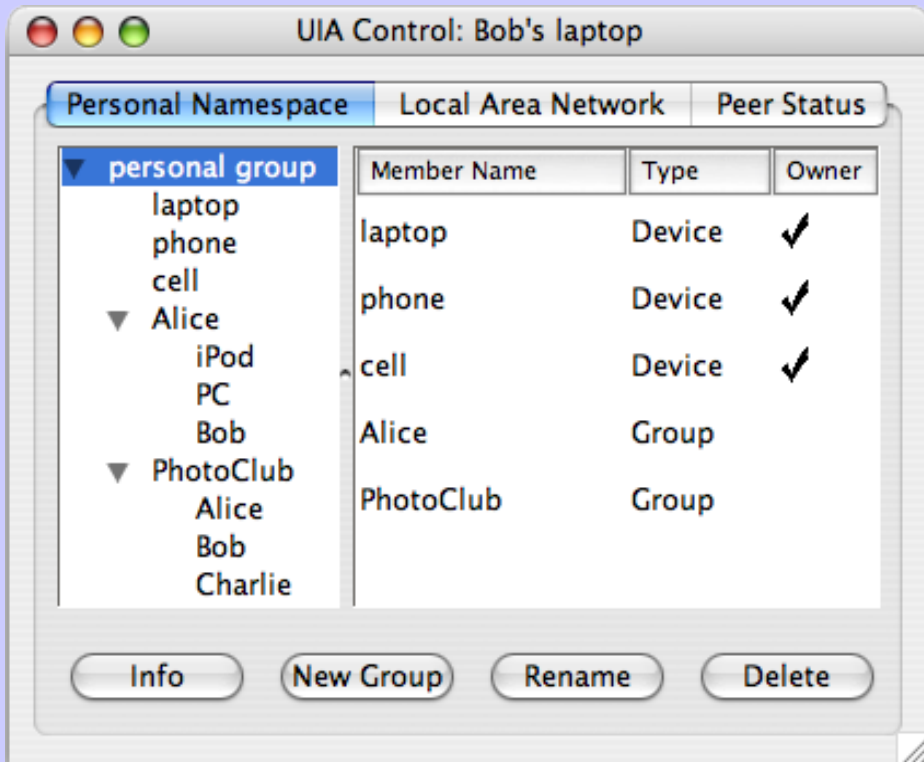 UIA Control: Bob's laptop
Personal Namespace Local Area Network Peer Status
personal group
laptop
phone
cell
Alice
iPod
PC
Bob
PhotoClub
Alice
Bob
Charlie
Member Name Type Owner
laptop Device
phone Device
cell Device
Alice Group
PhotoClub Group
Info New Group Rename Delete